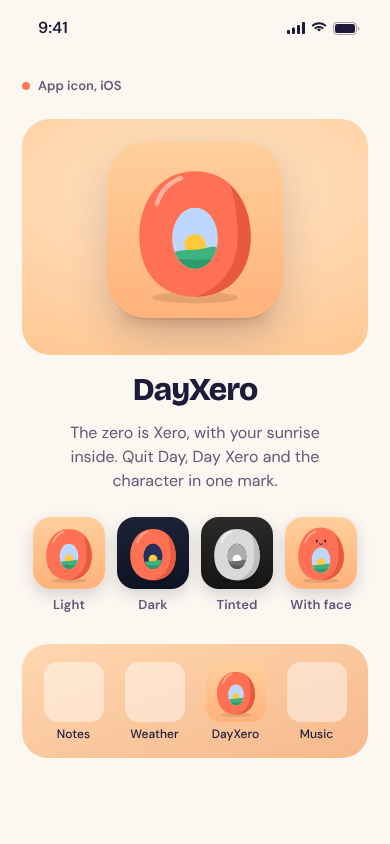 9:41
App icon, iOS
DayXero
The zero is Xero, with your sunrise
inside. Quit Day, Day Xero and the
character in one mark.
Light
Dark
Tinted
With face
Notes
Weather
DayXero
Music